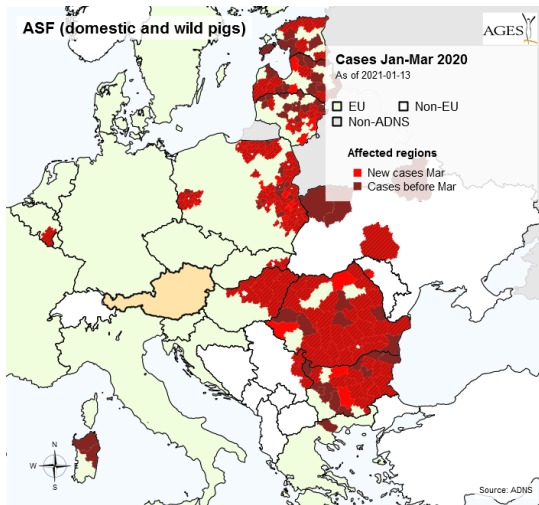 ASF (domestic and wild pigs)
AGES
Cases Jan-Mar 2020
As of 2021-01-13
EU
Non-EU
Non-ADNS
Affected regions
New cases Mar
Cases before Mar
N
W
E
S
Source: ADNS